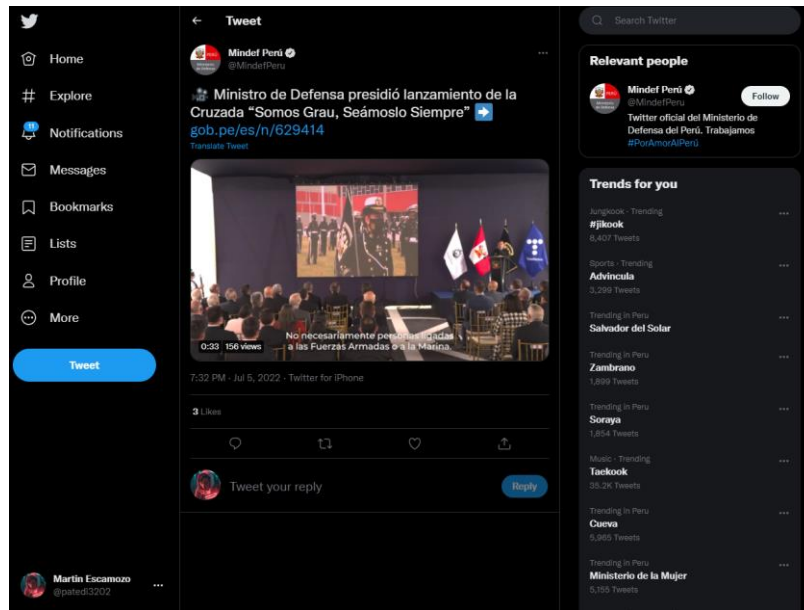 Home
Explore
11
Notifications
Messages
Bookmarks
Lists
Profile
More
Tweet
Martin Escamozo
@patedl3202
Tweet
Mindef Perú
@MindefPeru
Ministro de Defensa presidió lanzamiento de la
Cruzada “Somos Grau, Seámoslo Siempre”
gob.pe/es/n/629414
Translate Tweet
No necesariamente personas ligadas
a las Fuerzas Armadas o a la Marina.
0:33 156 views
7:32 PM · Jul 5, 2022 · Twitter for iPhone
3 Likes
Tweet your reply
Reply
Search Twitter
Relevant people
Mindef Perú
@MindefPeru
Follow
Twitter oficial del Ministerio de
Defensa del Perú. Trabajamos
#PorAmorAlPerú
Trends for you
Jungkook · Trending
#jikook
6,407 Tweets
Sports · Trending
Advincula
3,299 Tweets
Trending in Peru
Salvador del Solar
Trending in Peru
Zambrano
1,899 Tweets
Trending in Peru
Soraya
1,854 Tweets
Music · Trending
Taekook
35.2K Tweets
Trending in Peru
Cueva
5,965 Tweets
Trending in Peru
Ministerio de la Mujer
5,155 Tweets